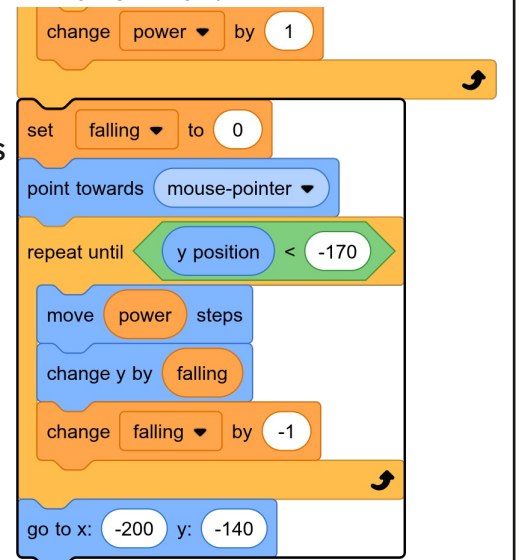 change power by 1
set falling to 0
s
point towards mouse-pointer
repeat until y position < -170
move power steps
change y by falling
change falling by -1
go to x: -200 y: -140